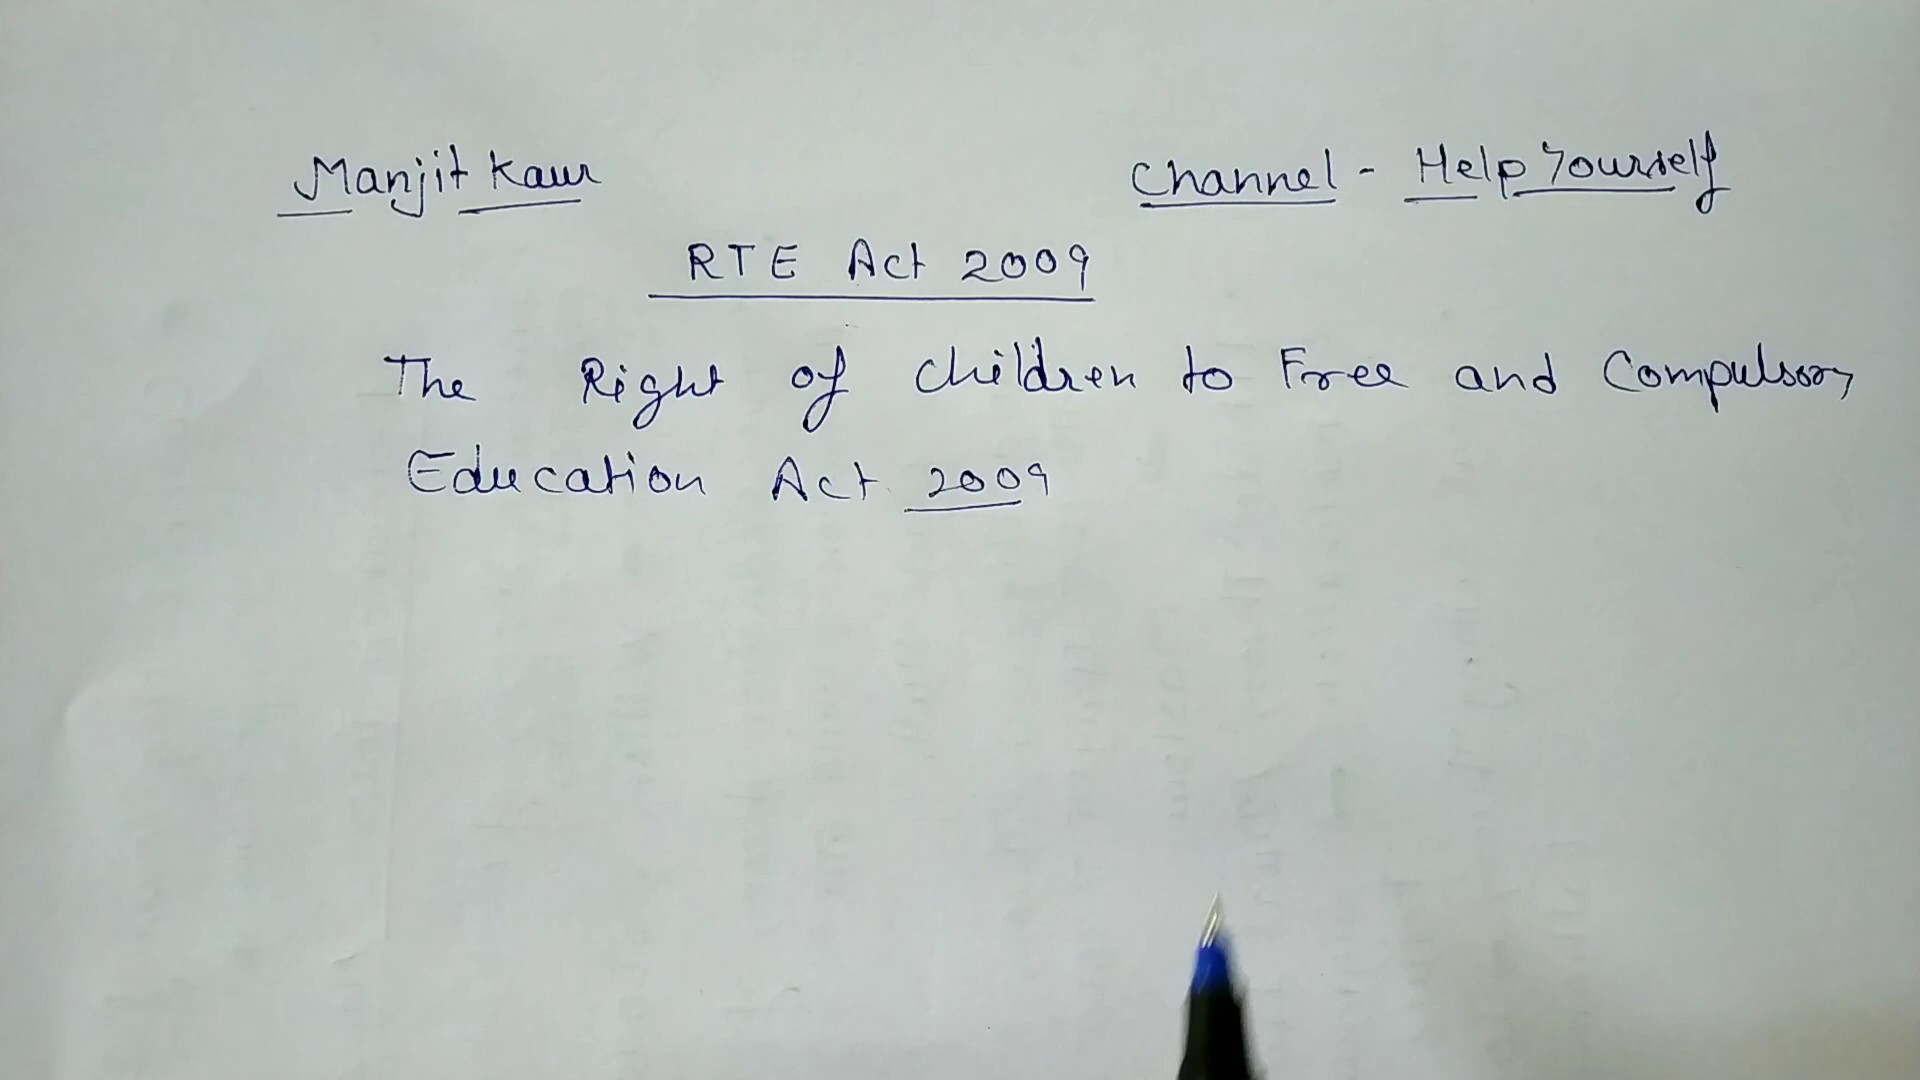 Manjit Kaur
Channel - Help Yourself
RTE Act 2009
The Right of Children to Free and Compulsory
Education Act 2009